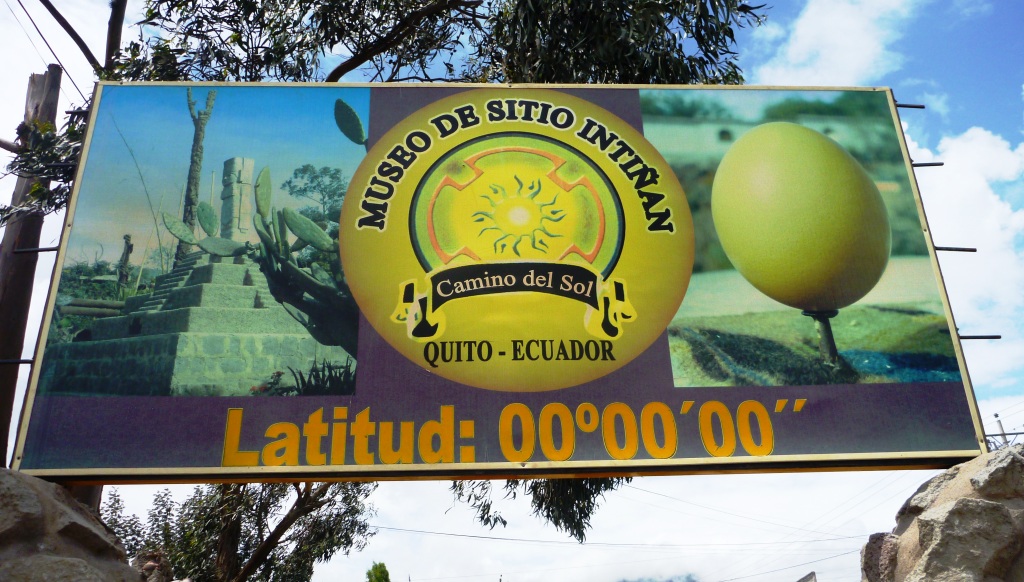 MUSEO DE SITIO INTIÑAN
Camino del Sol
QUITO - ECUADOR
Latitud: 00º00´00´´